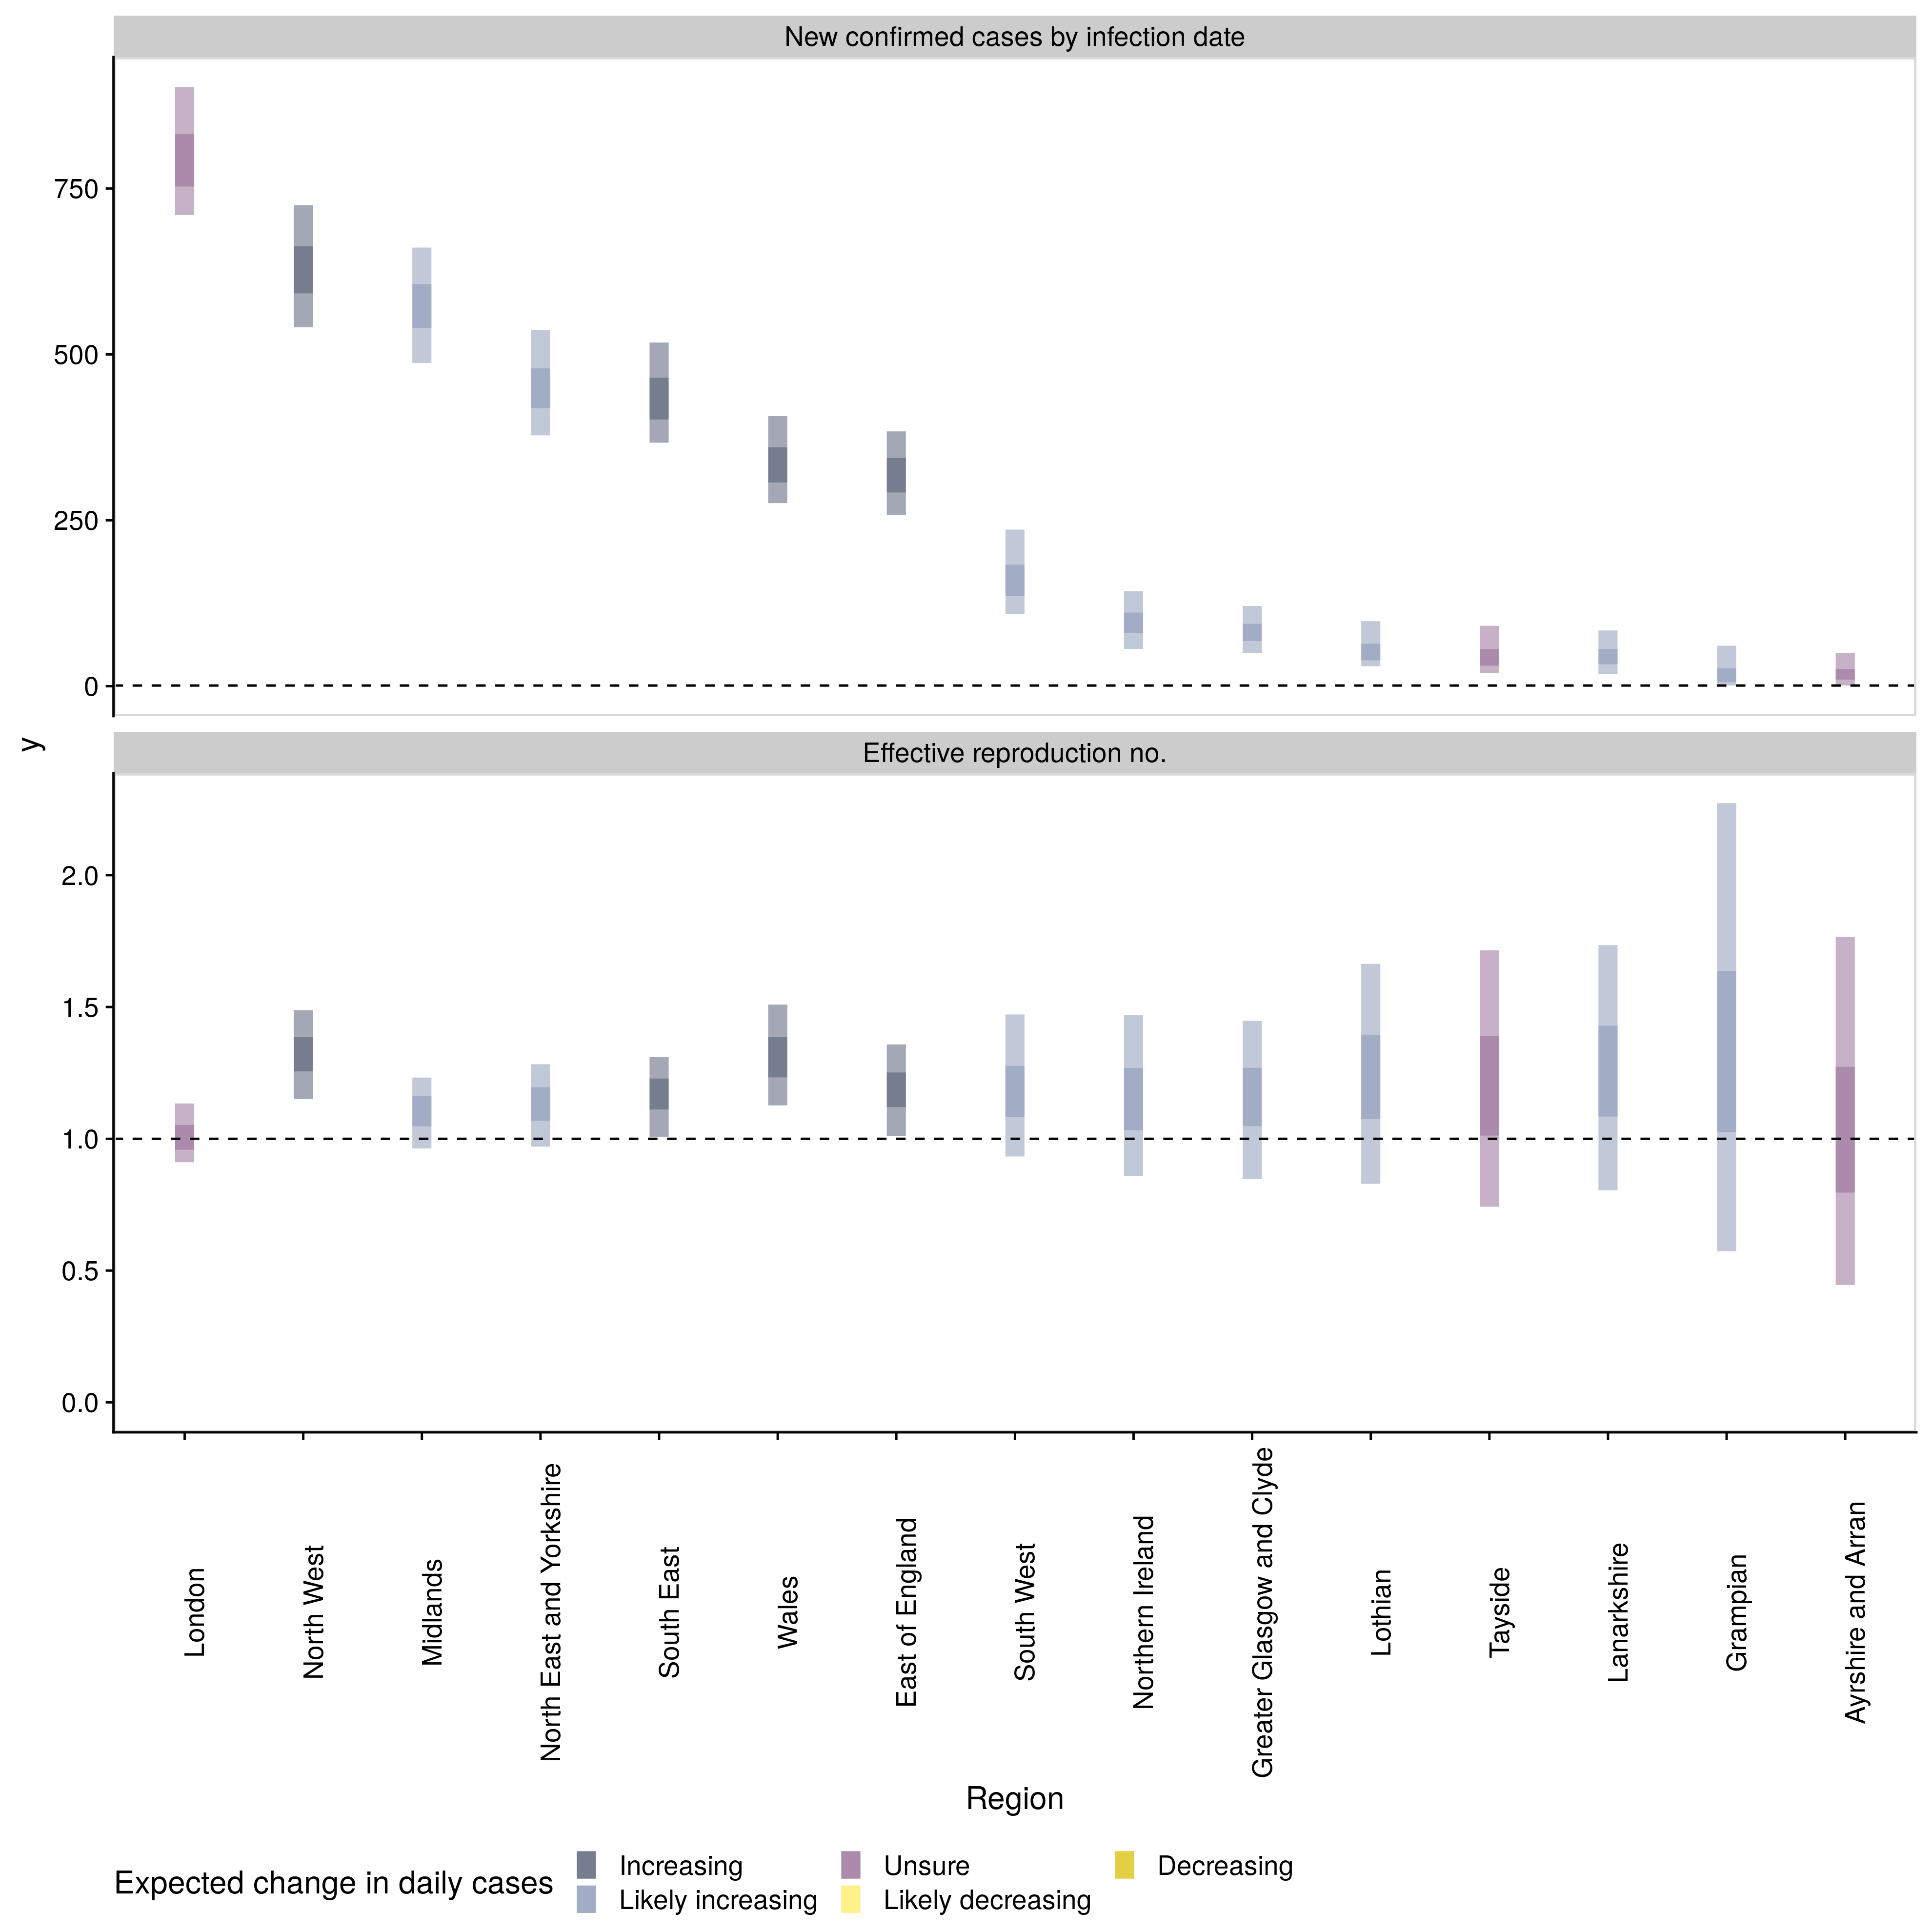 New confirmed cases by infection date
750
500
250
0
y
Effective reproduction no.
2.0
1.5
1.0
0.5
0.0
London
North West
Midlands
North East and Yorkshire
South East
Wales
East of England
South West
Northern Ireland
Greater Glasgow and Clyde
Lothian
Tayside
Lanarkshire
Grampian
Ayrshire and Arran
Region
Expected change in daily cases
Increasing
Likely increasing
Unsure
Likely decreasing
Decreasing